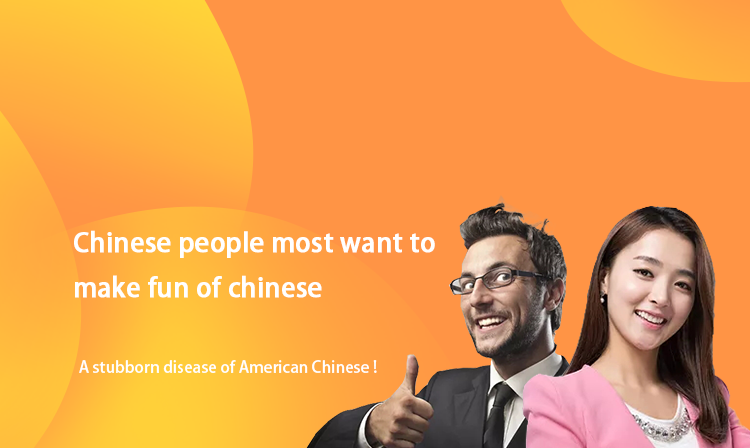 Chinese people most want to
make fun of chinese
A stubborn disease of American Chinese !